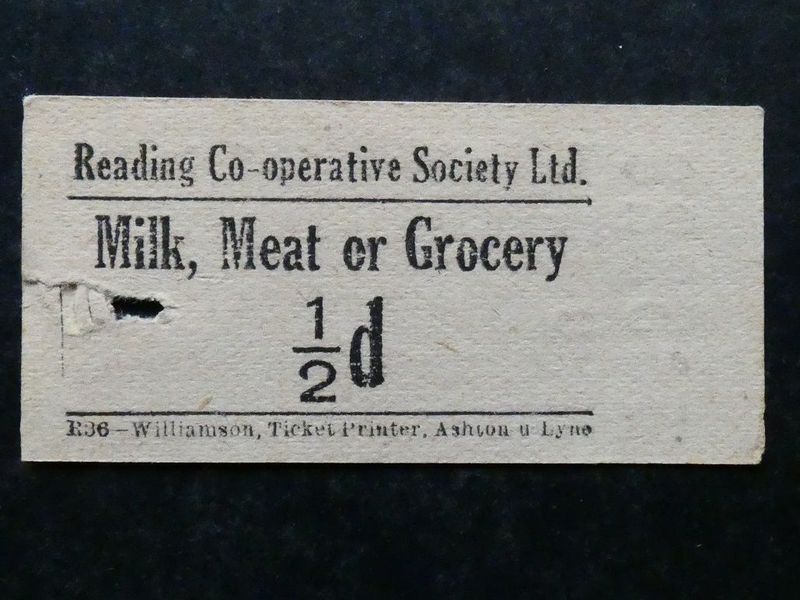 Reading Co-operative Society Ltd.
Milk, Meat or Grocery
½d
R36—Williamson, Ticket Printer, Ashton-u-Lyne